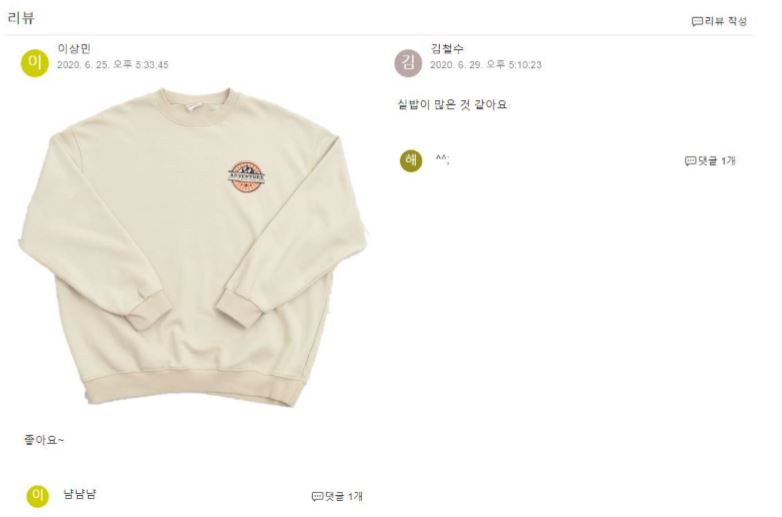 리뷰
리뷰 작성
이
이상민
2020. 6. 25. 오후 5:33:45
ADVENTURE
좋아요~
이
냠냠냠
댓글 1개
김
김철수
2020. 6. 29. 오후 5:10:23
실밥이 많은 것 같아요.
해
^^;
댓글 1개